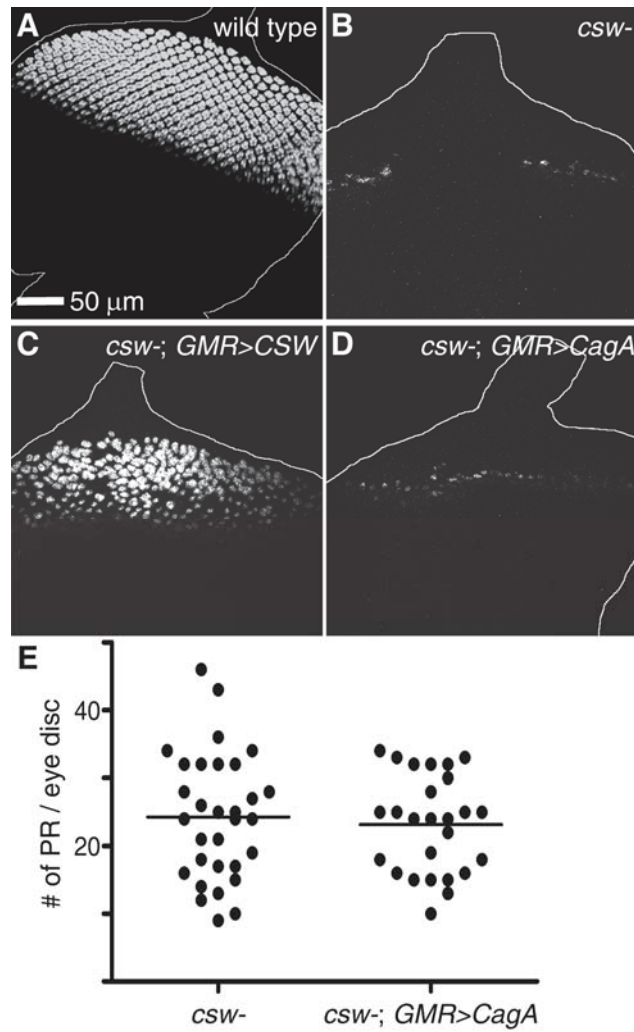 A wild type
B csw-
50 μm
C csw-; GMR>CSW
D csw-; GMR>CagA
E
40
20
# of PR / eye disc
csw- csw-; GMR>CagA